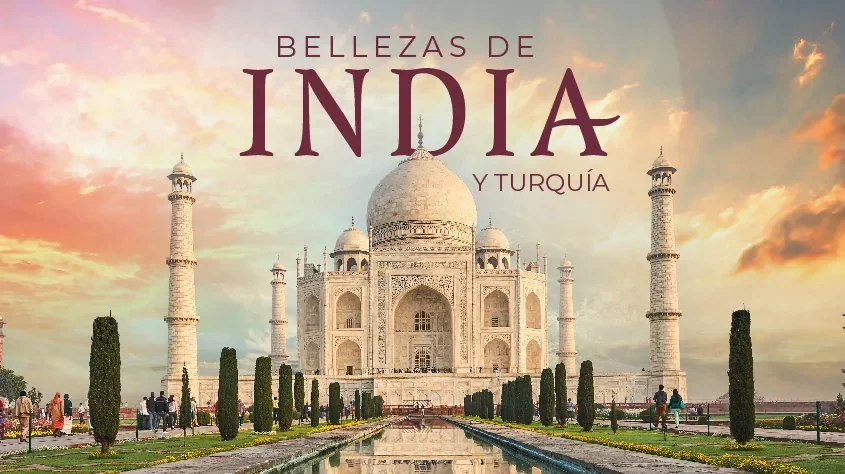 BELLEZAS DE
INDIA
Y TURQUÍA